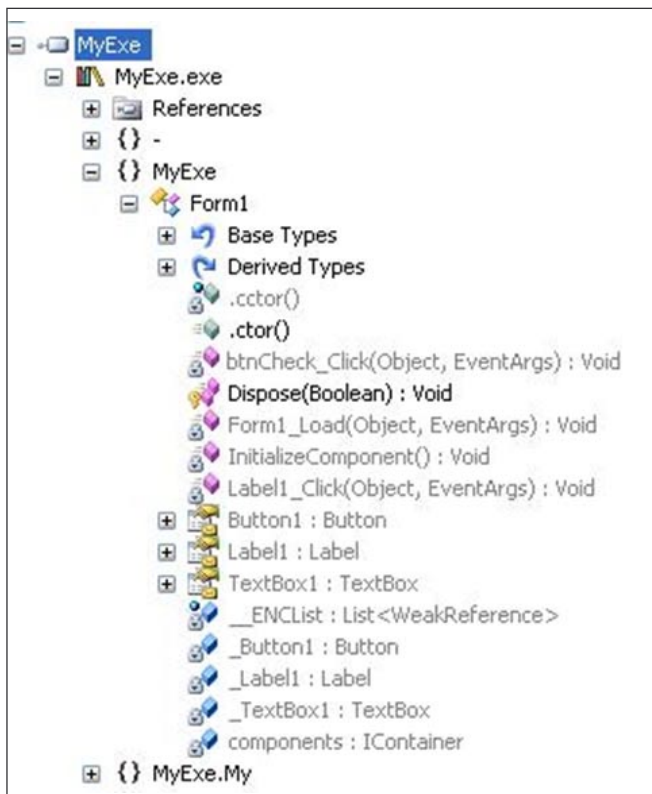 MyExe
MyExe.exe
References
{} -
{} MyExe
Form1
Base Types
Derived Types
.cctor()
.ctor()
btnCheck_Click(Object, EventArgs) : Void
Dispose(Boolean) : Void
Form1_Load(Object, EventArgs) : Void
InitializeComponent() : Void
Label1_Click(Object, EventArgs) : Void
Button1 : Button
Label1 : Label
TextBox1 : TextBox
__ENCList : List<WeakReference>
_Button1 : Button
_Label1 : Label
_TextBox1 : TextBox
components : IContainer
{} MyExe.My